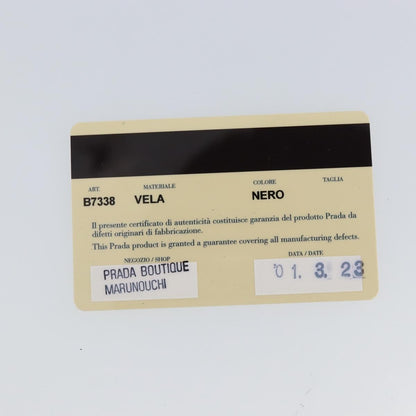 ART. MATERIALE COLORE TAGLIA
B7338 VELA NERO
Il presente certificato di autenticità costituisce garanzia del prodotto Prada da
difetti originari di fabbricazione.
This Prada product is granted a guarantee covering all manufacturing defects.
NEGOZIO / SHOP DATA / DATE
PRADA BOUTIQUE
MARUNOUCHI
'01. 3. 23